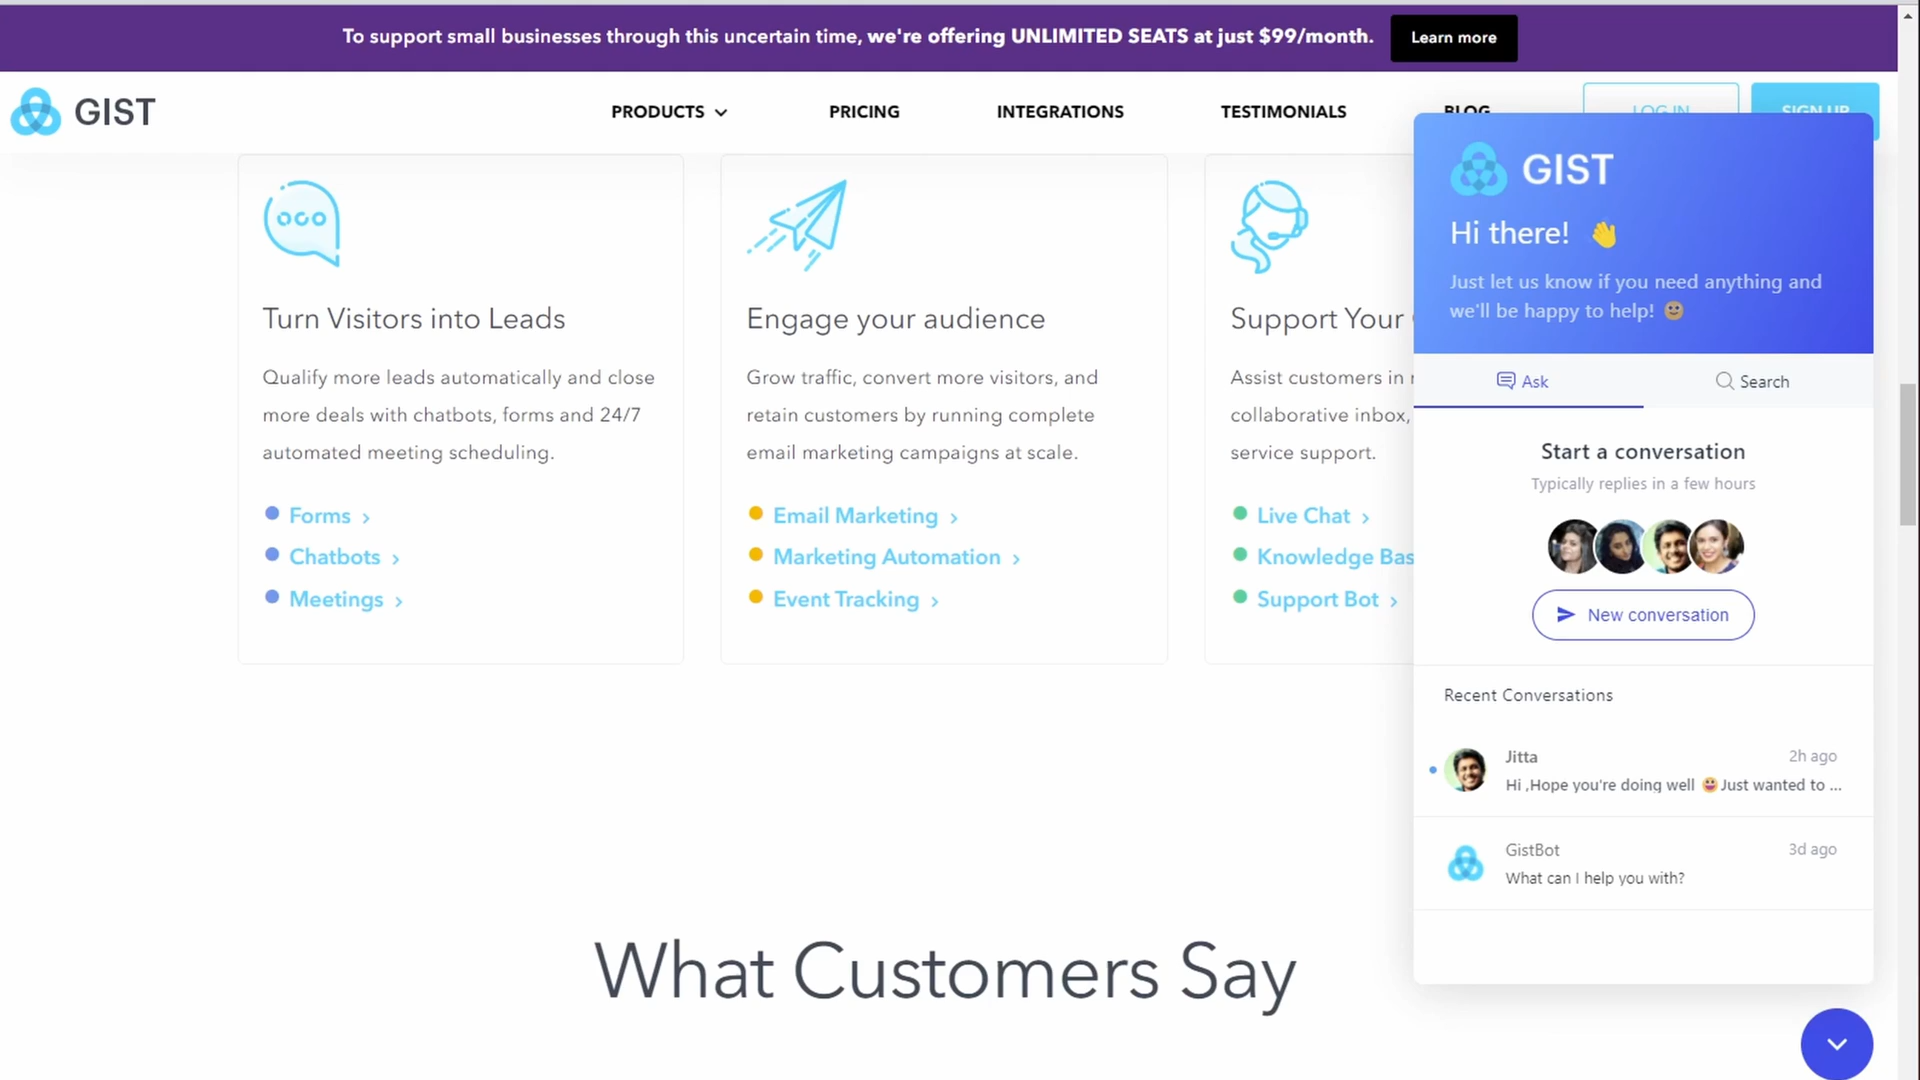 To support small businesses through this uncertain time, we're offering UNLIMITED SEATS at just $99/month.
Learn more
GIST
PRODUCTS
PRICING
INTEGRATIONS
TESTIMONIALS
BLOG
LOG IN
SIGN UP
Turn Visitors into Leads
Qualify more leads automatically and close
more deals with chatbots, forms and 24/7
automated meeting scheduling.
Forms
Chatbots
Meetings
Engage your audience
Grow traffic, convert more visitors, and
retain customers by running complete
email marketing campaigns at scale.
Email Marketing
Marketing Automation
Event Tracking
Support Your
Assist customers in
collaborative inbox,
service support.
Live Chat
Knowledge Bas
Support Bot
GIST
Hi there! 👋
Just let us know if you need anything and
we'll be happy to help! 🙂
Ask
Search
Start a conversation
Typically replies in a few hours
New conversation
Recent Conversations
Jitta
2h ago
Hi ,Hope you're doing well 😀Just wanted to ...
GistBot
3d ago
What can I help you with?
What Customers Say